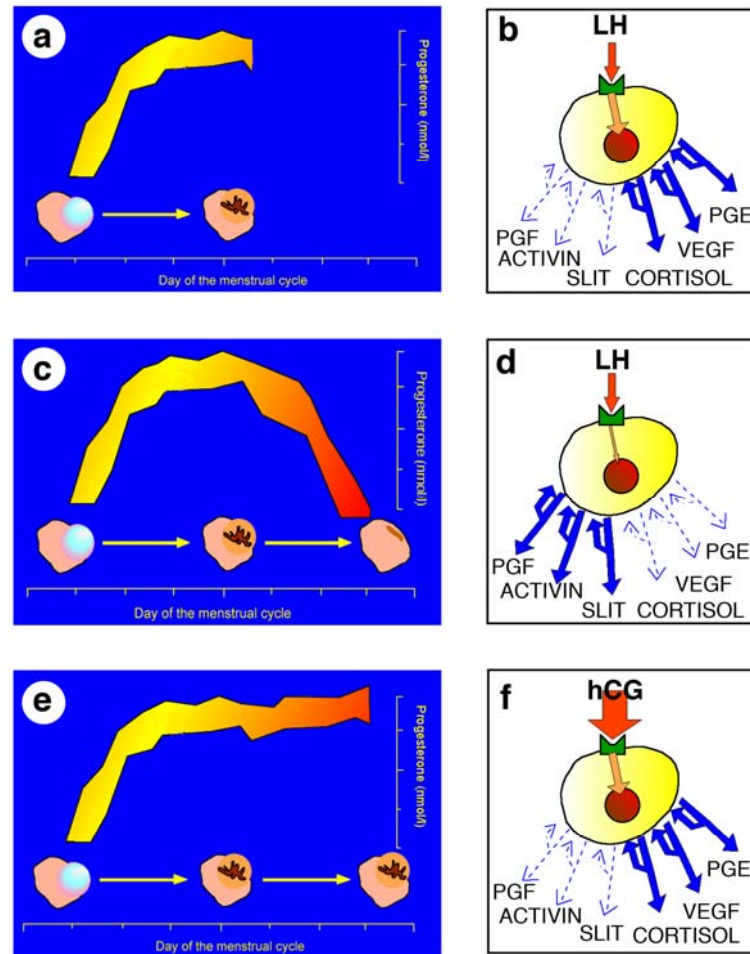 a
Progesterone (nmol/l)
Day of the menstrual cycle
b
LH
PGF
ACTIVIN
SLIT
CORTISOL
VEGF
PGE
c
Progesterone (nmol/l)
Day of the menstrual cycle
d
LH
PGF
ACTIVIN
SLIT
CORTISOL
VEGF
PGE
e
Progesterone (nmol/l)
Day of the menstrual cycle
f
hCG
PGF
ACTIVIN
SLIT
CORTISOL
VEGF
PGE